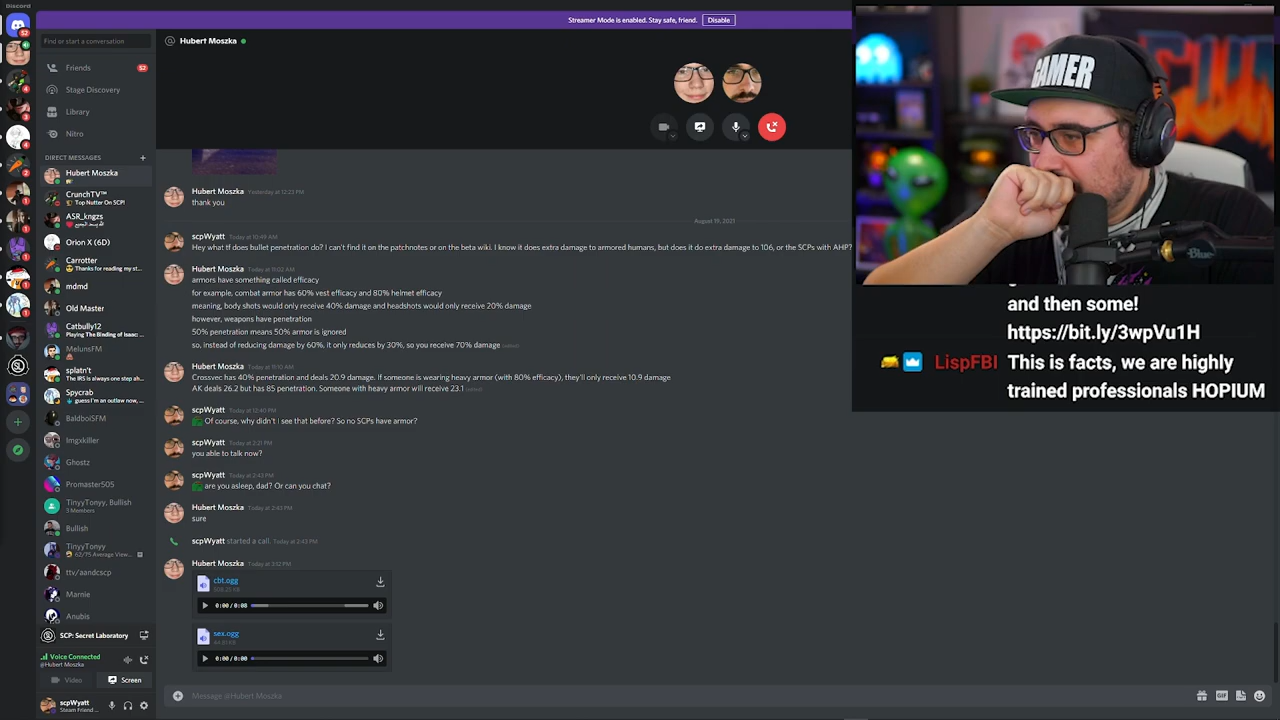 Discord
Streamer Mode is enabled. Stay safe, friend. Disable
Find or start a conversation
Hubert Moszka
Friends 52
Stage Discovery
Library
Nitro
DIRECT MESSAGES
Hubert Moszka
CrunchTV™
Top Nutter On SCP!
ASR_kngz
Orion X (6D)
Carrotter
Thanks for reading my st...
mdmd
Old Master
Catbully12
Playing The Binding of Isaac:
MelunsFM
splatn't
The IRS is always one step ah...
Spycrab
guess I'm an outlaw now,
BaldboiSFM
Imgxkiller
Ghostz
Promaster505
TinyyTonyy, Bullish
3 Members
Bullish
TinyyTonyy
62/75 Average View...
ttv/aandcscp
Marnie
Anubis
SCP: Secret Laboratory
Voice Connected
@Hubert Moszka
Video Screen
scpWyatt
Steam Friend ...
Hubert Moszka Yesterday at 12:23 PM
thank you
August 19, 2021
scpWyatt Today at 10:49 AM
Hey what tf does bullet penetration do? I can't find it on the patchnotes or on the beta wiki. I know it does extra damage to armored humans, but does it do extra damage to 106, or the SCPs with AHP?
Hubert Moszka Today at 11:02 AM
armors have something called efficacy
for example, combat armor has 60% vest efficacy and 80% helmet efficacy
meaning, body shots would only receive 40% damage and headshots would only receive 20% damage
however, weapons have penetration
50% penetration means 50% armor is ignored
so, instead of reducing damage by 60%, it only reduces by 30%, so you receive 70% damage (edited)
Hubert Moszka Today at 11:10 AM
Crossvec has 40% penetration and deals 20.9 damage. If someone is wearing heavy armor (with 80% efficacy), they'll only receive 10.9 damage
AK deals 26.2 but has 85 penetration. Someone with heavy armor will receive 23.1 (edited)
scpWyatt Today at 12:40 PM
Of course, why didn't I see that before? So no SCPs have armor?
scpWyatt Today at 2:21 PM
you able to talk now?
scpWyatt Today at 2:43 PM
are you asleep, dad? Or can you chat?
Hubert Moszka Today at 2:43 PM
sure
scpWyatt started a call. Today at 2:43 PM
Hubert Moszka Today at 3:12 PM
cbt.ogg
0:00/0:08
sex.ogg
0:00/0:00
Message @Hubert Moszka
GIF
GAMER
Blue
and then some!
https://bit.ly/3wpVu1H
LispFBI This is facts, we are highly
trained professionals HOPIUM